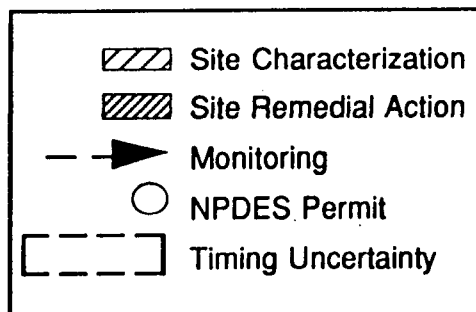 Site Characterization
Site Remedial Action
Monitoring
NPDES Permit
Timing Uncertainty